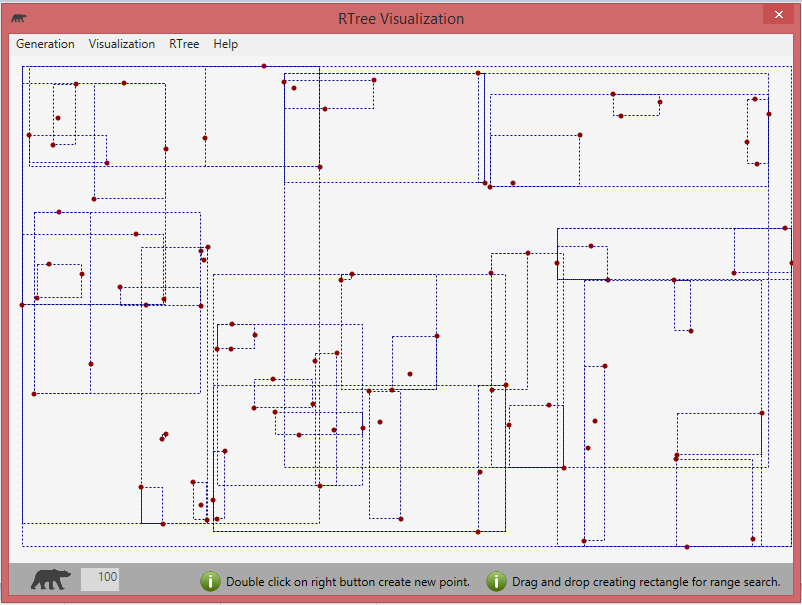 RTree Visualization
Generation Visualization RTree Help
100 Double click on right button create new point. Drag and drop creating rectangle for range search.